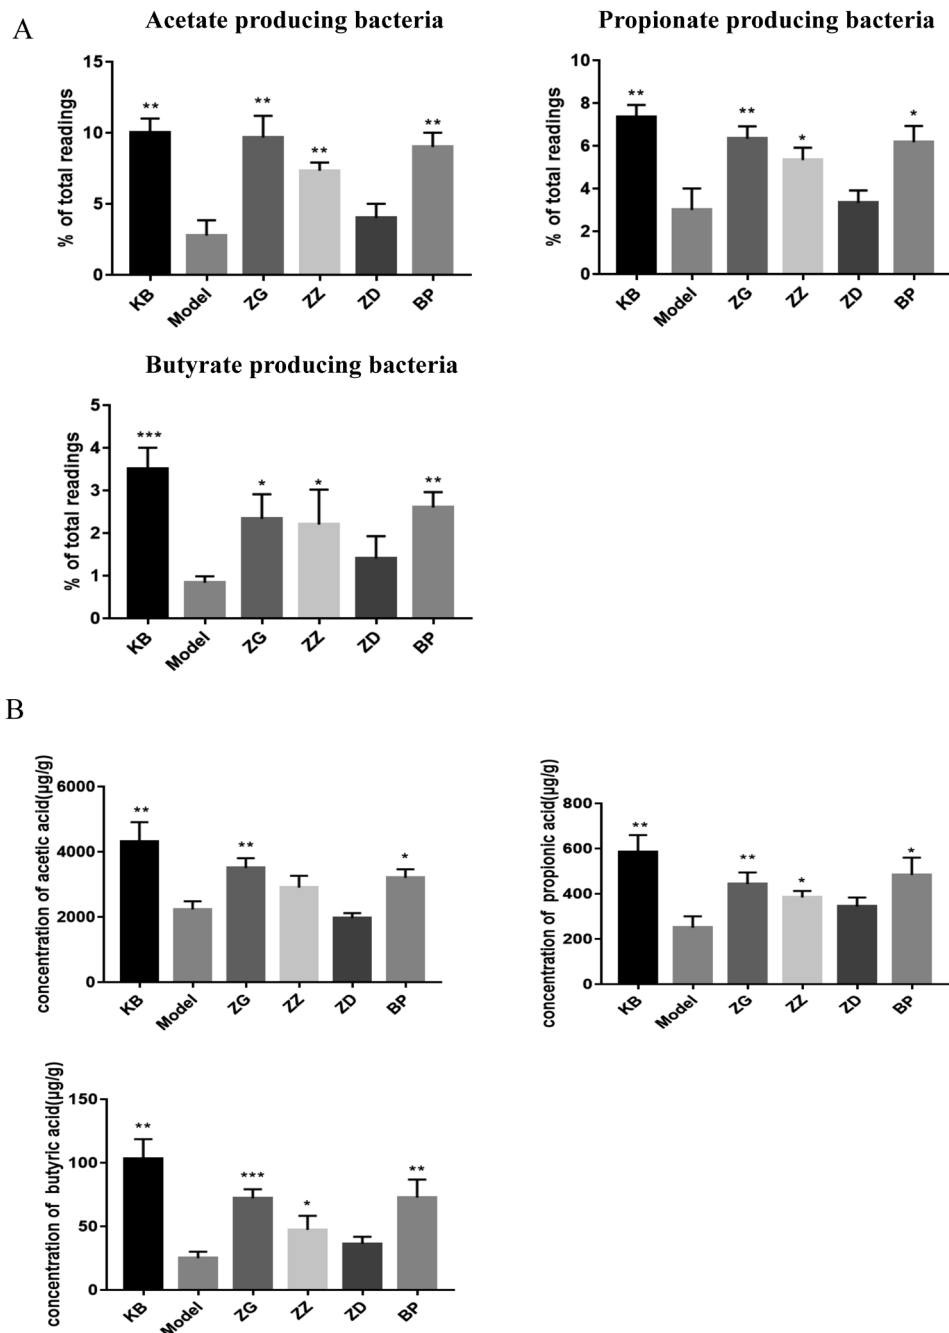 A
Acetate producing bacteria
% of total readings
15
10
5
0
** ** ** **
KB Model ZG ZZ ZD BP
Propionate producing bacteria
% of total readings
10
8
6
4
2
0
** ** * *
KB Model ZG ZZ ZD BP
Butyrate producing bacteria
% of total readings
5
4
3
2
1
0
*** * * **
KB Model ZG ZZ ZD BP
B
concentration of acetic acid(μg/g)
6000
4000
2000
0
** ** *
KB Model ZG ZZ ZD BP
concentration of propionic acid(μg/g)
800
600
400
200
0
** ** * *
KB Model ZG ZZ ZD BP
concentration of butyric acid(μg/g)
150
100
50
0
** *** * **
KB Model ZG ZZ ZD BP